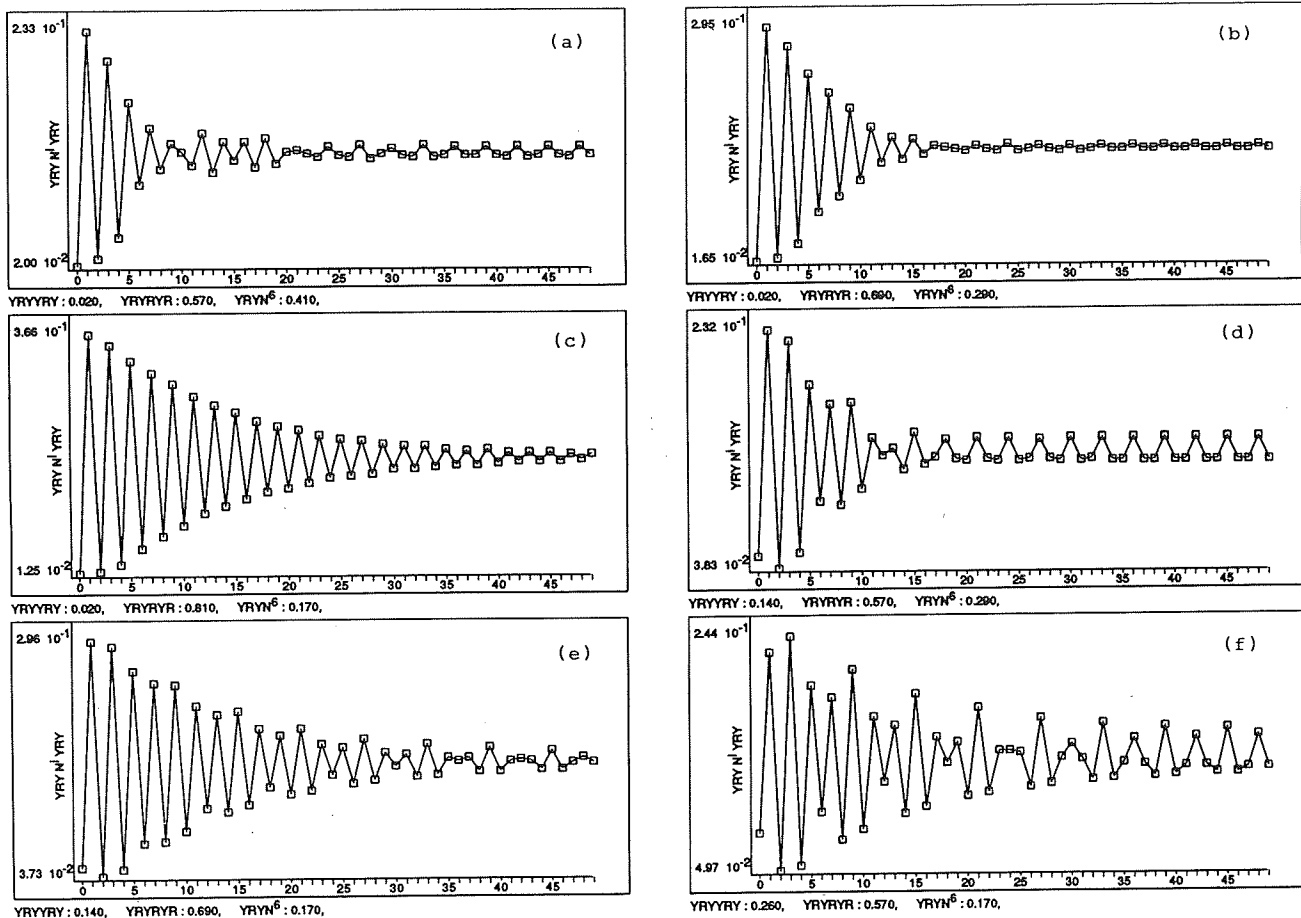 2.33 10⁻¹
(a)
YRY Nⁱ YRY
2.00 10⁻²
0 5 10 15 20 25 30 35 40 45
YRYYRY : 0.020, YRYRYR : 0.570, YRYN⁶ : 0.410,
2.95 10⁻¹
(b)
YRY Nⁱ YRY
1.65 10⁻²
0 5 10 15 20 25 30 35 40 45
YRYYRY : 0.020, YRYRYR : 0.690, YRYN⁶ : 0.290,
3.66 10⁻¹
(c)
YRY Nⁱ YRY
1.25 10⁻²
0 5 10 15 20 25 30 35 40 45
YRYYRY : 0.020, YRYRYR : 0.810, YRYN⁶ : 0.170,
2.32 10⁻¹
(d)
YRY Nⁱ YRY
3.83 10⁻²
0 5 10 15 20 25 30 35 40 45
YRYYRY : 0.140, YRYRYR : 0.570, YRYN⁶ : 0.290,
2.96 10⁻¹
(e)
YRY Nⁱ YRY
3.73 10⁻²
0 5 10 15 20 25 30 35 40 45
YRYYRY : 0.140, YRYRYR : 0.690, YRYN⁶ : 0.170,
2.44 10⁻¹
(f)
YRY Nⁱ YRY
4.97 10⁻²
0 5 10 15 20 25 30 35 40 45
YRYYRY : 0.260, YRYRYR : 0.570, YRYN⁶ : 0.170,